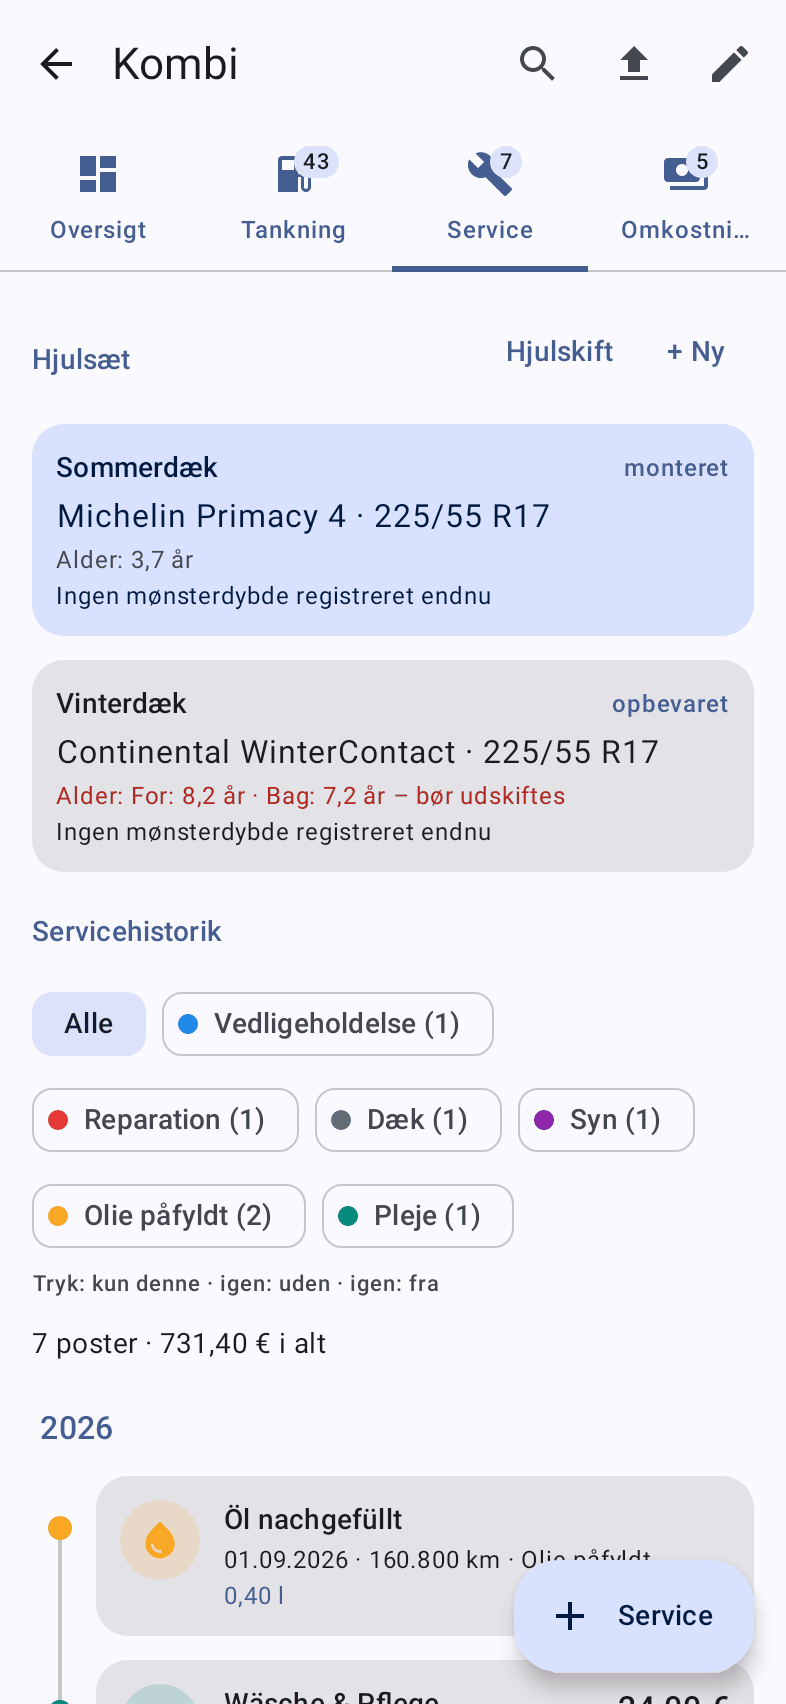 Kombi
43
7
5
Oversigt
Tankning
Service
Omkostni…
Hjulsæt
Hjulskift
+ Ny
Sommerdæk
monteret
Michelin Primacy 4 · 225/55 R17
Alder: 3,7 år
Ingen mønsterdybde registreret endnu
Vinterdæk
opbevaret
Continental WinterContact · 225/55 R17
Alder: For: 8,2 år · Bag: 7,2 år – bør udskiftes
Ingen mønsterdybde registreret endnu
Servicehistorik
Alle
Vedligeholdelse (1)
Reparation (1)
Dæk (1)
Syn (1)
Olie påfyldt (2)
Pleje (1)
Tryk: kun denne · igen: uden · igen: fra
7 poster · 731,40 € i alt
2026
Öl nachgefüllt
01.09.2026 · 160.800 km · Olie påfyldt
0,40 l
Service
Wäsche & Pflege